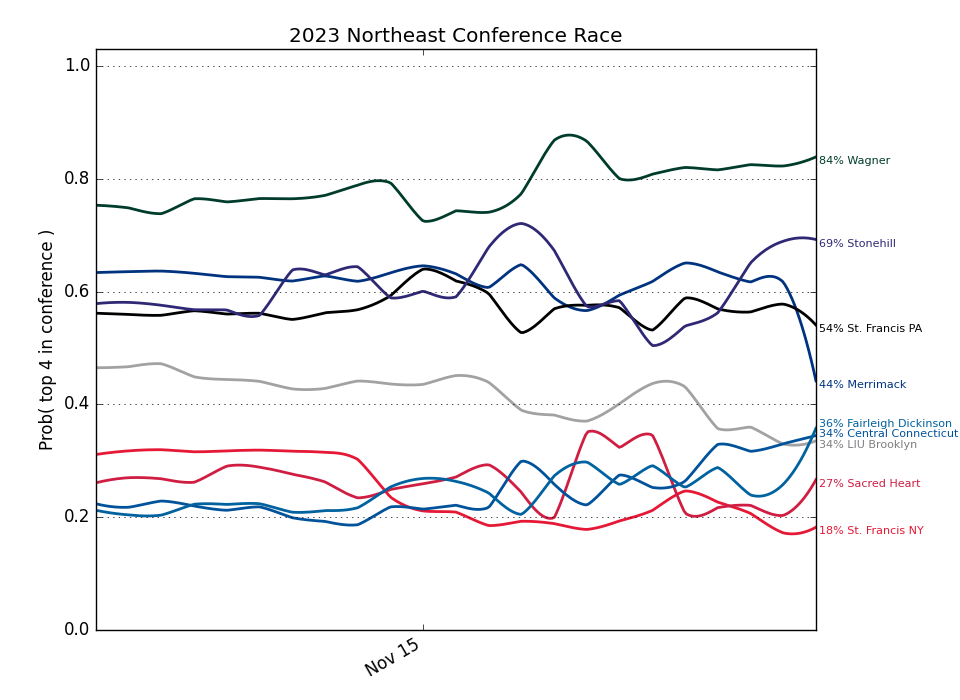 2023 Northeast Conference Race
Prob( top 4 in conference )
1.0
0.8
0.6
0.4
0.2
0.0
Nov 15
84% Wagner
69% Stonehill
54% St. Francis PA
44% Merrimack
36% Fairleigh Dickinson
34% Central Connecticut
34% LIU Brooklyn
27% Sacred Heart
18% St. Francis NY